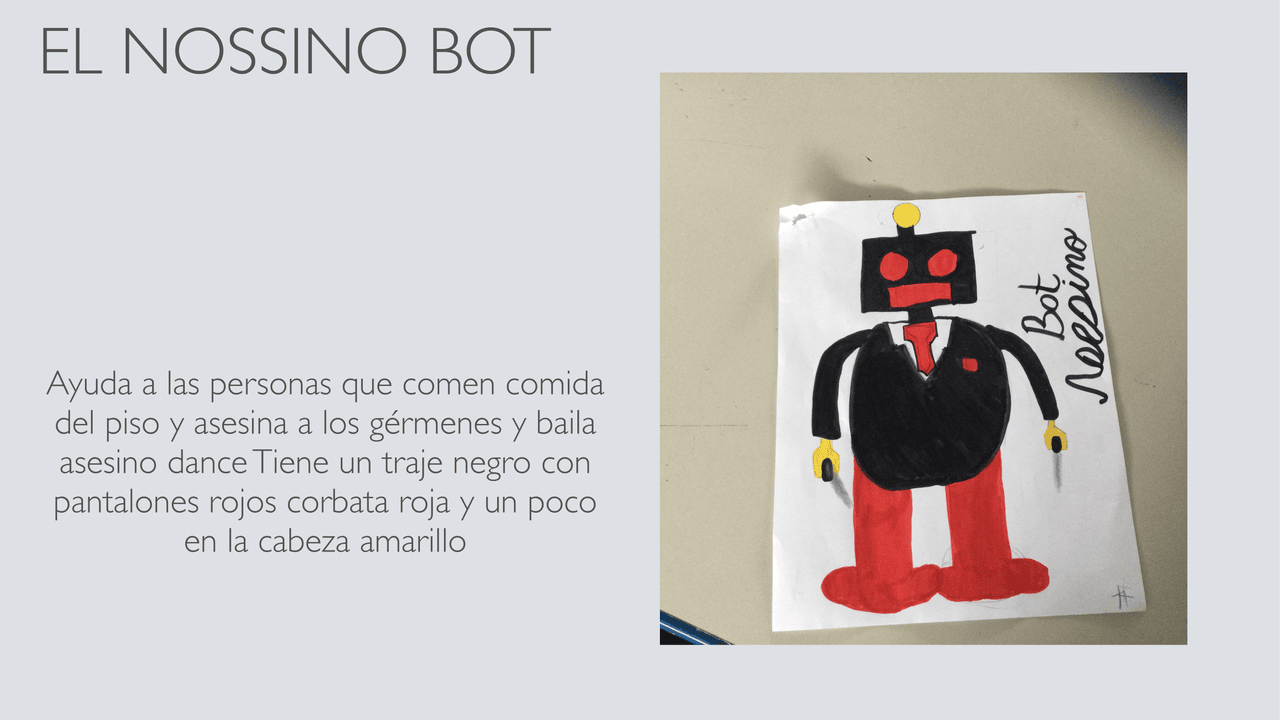 EL NOSSINO BOT
Ayuda a las personas que comen comida
del piso y asesina a los gérmenes y baila
asesino dance Tiene un traje negro con
pantalones rojos corbata roja y un poco
en la cabeza amarillo
Bot